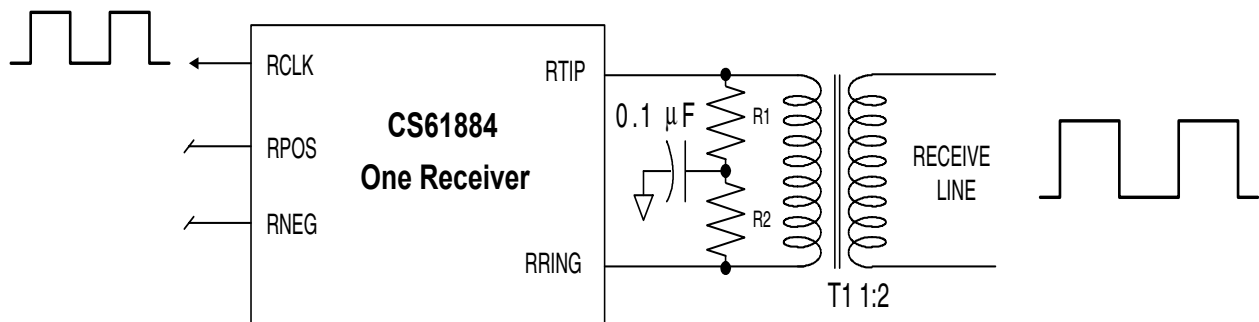 RCLK
RPOS
RNEG
CS61884
One Receiver
RTIP
RRING
0.1 μF
R1
R2
RECEIVE
LINE
T1 1:2